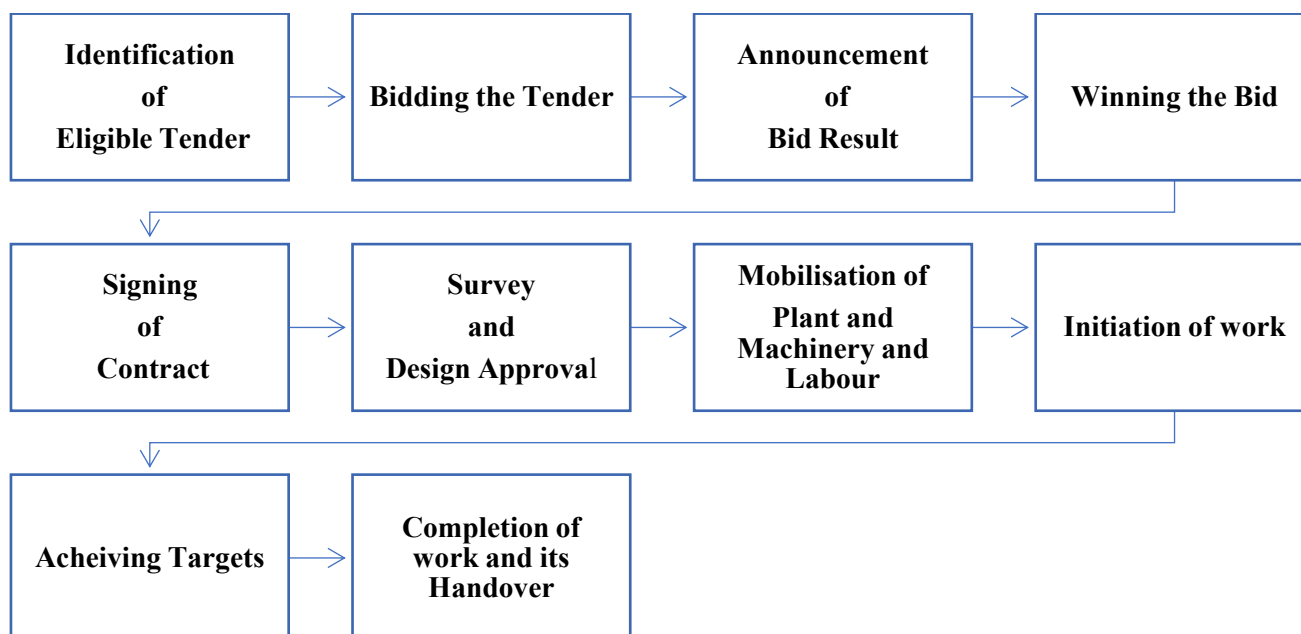 Identification
of
Eligible Tender
Bidding the Tender
Announcement
of
Bid Result
Winning the Bid
Signing
of
Contract
Survey
and
Design Approval
Mobilisation of
Plant and
Machinery and
Labour
Initiation of work
Acheiving Targets
Completion of
work and its
Handover